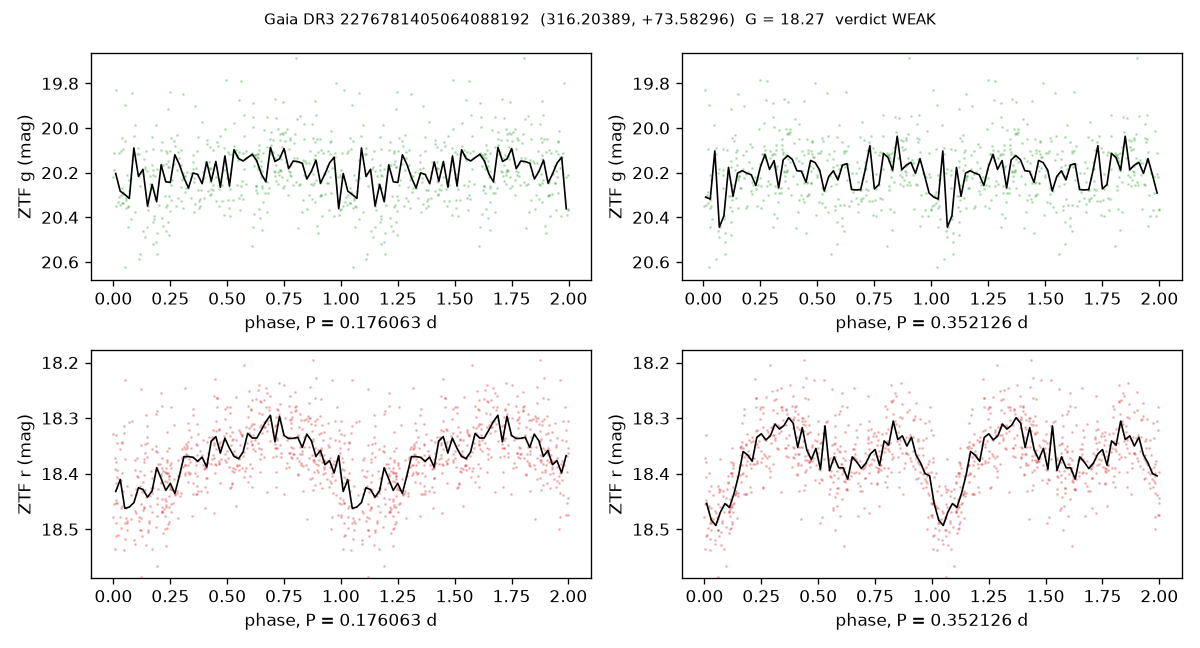 Gaia DR3 2276781405064088192 (316.20389, +73.58296) G = 18.27 verdict WEAK
ZTF g (mag)
19.8
20.0
20.2
20.4
20.6
0.00 0.25 0.50 0.75 1.00 1.25 1.50 1.75 2.00
phase, P = 0.176063 d
ZTF g (mag)
19.8
20.0
20.2
20.4
20.6
0.00 0.25 0.50 0.75 1.00 1.25 1.50 1.75 2.00
phase, P = 0.352126 d
ZTF r (mag)
18.2
18.3
18.4
18.5
0.00 0.25 0.50 0.75 1.00 1.25 1.50 1.75 2.00
phase, P = 0.176063 d
ZTF r (mag)
18.2
18.3
18.4
18.5
0.00 0.25 0.50 0.75 1.00 1.25 1.50 1.75 2.00
phase, P = 0.352126 d